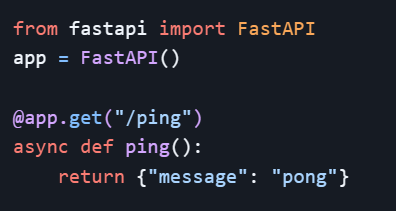 from fastapi import FastAPI
app = FastAPI()

@app.get("/ping")
async def ping():
    return {"message": "pong"}